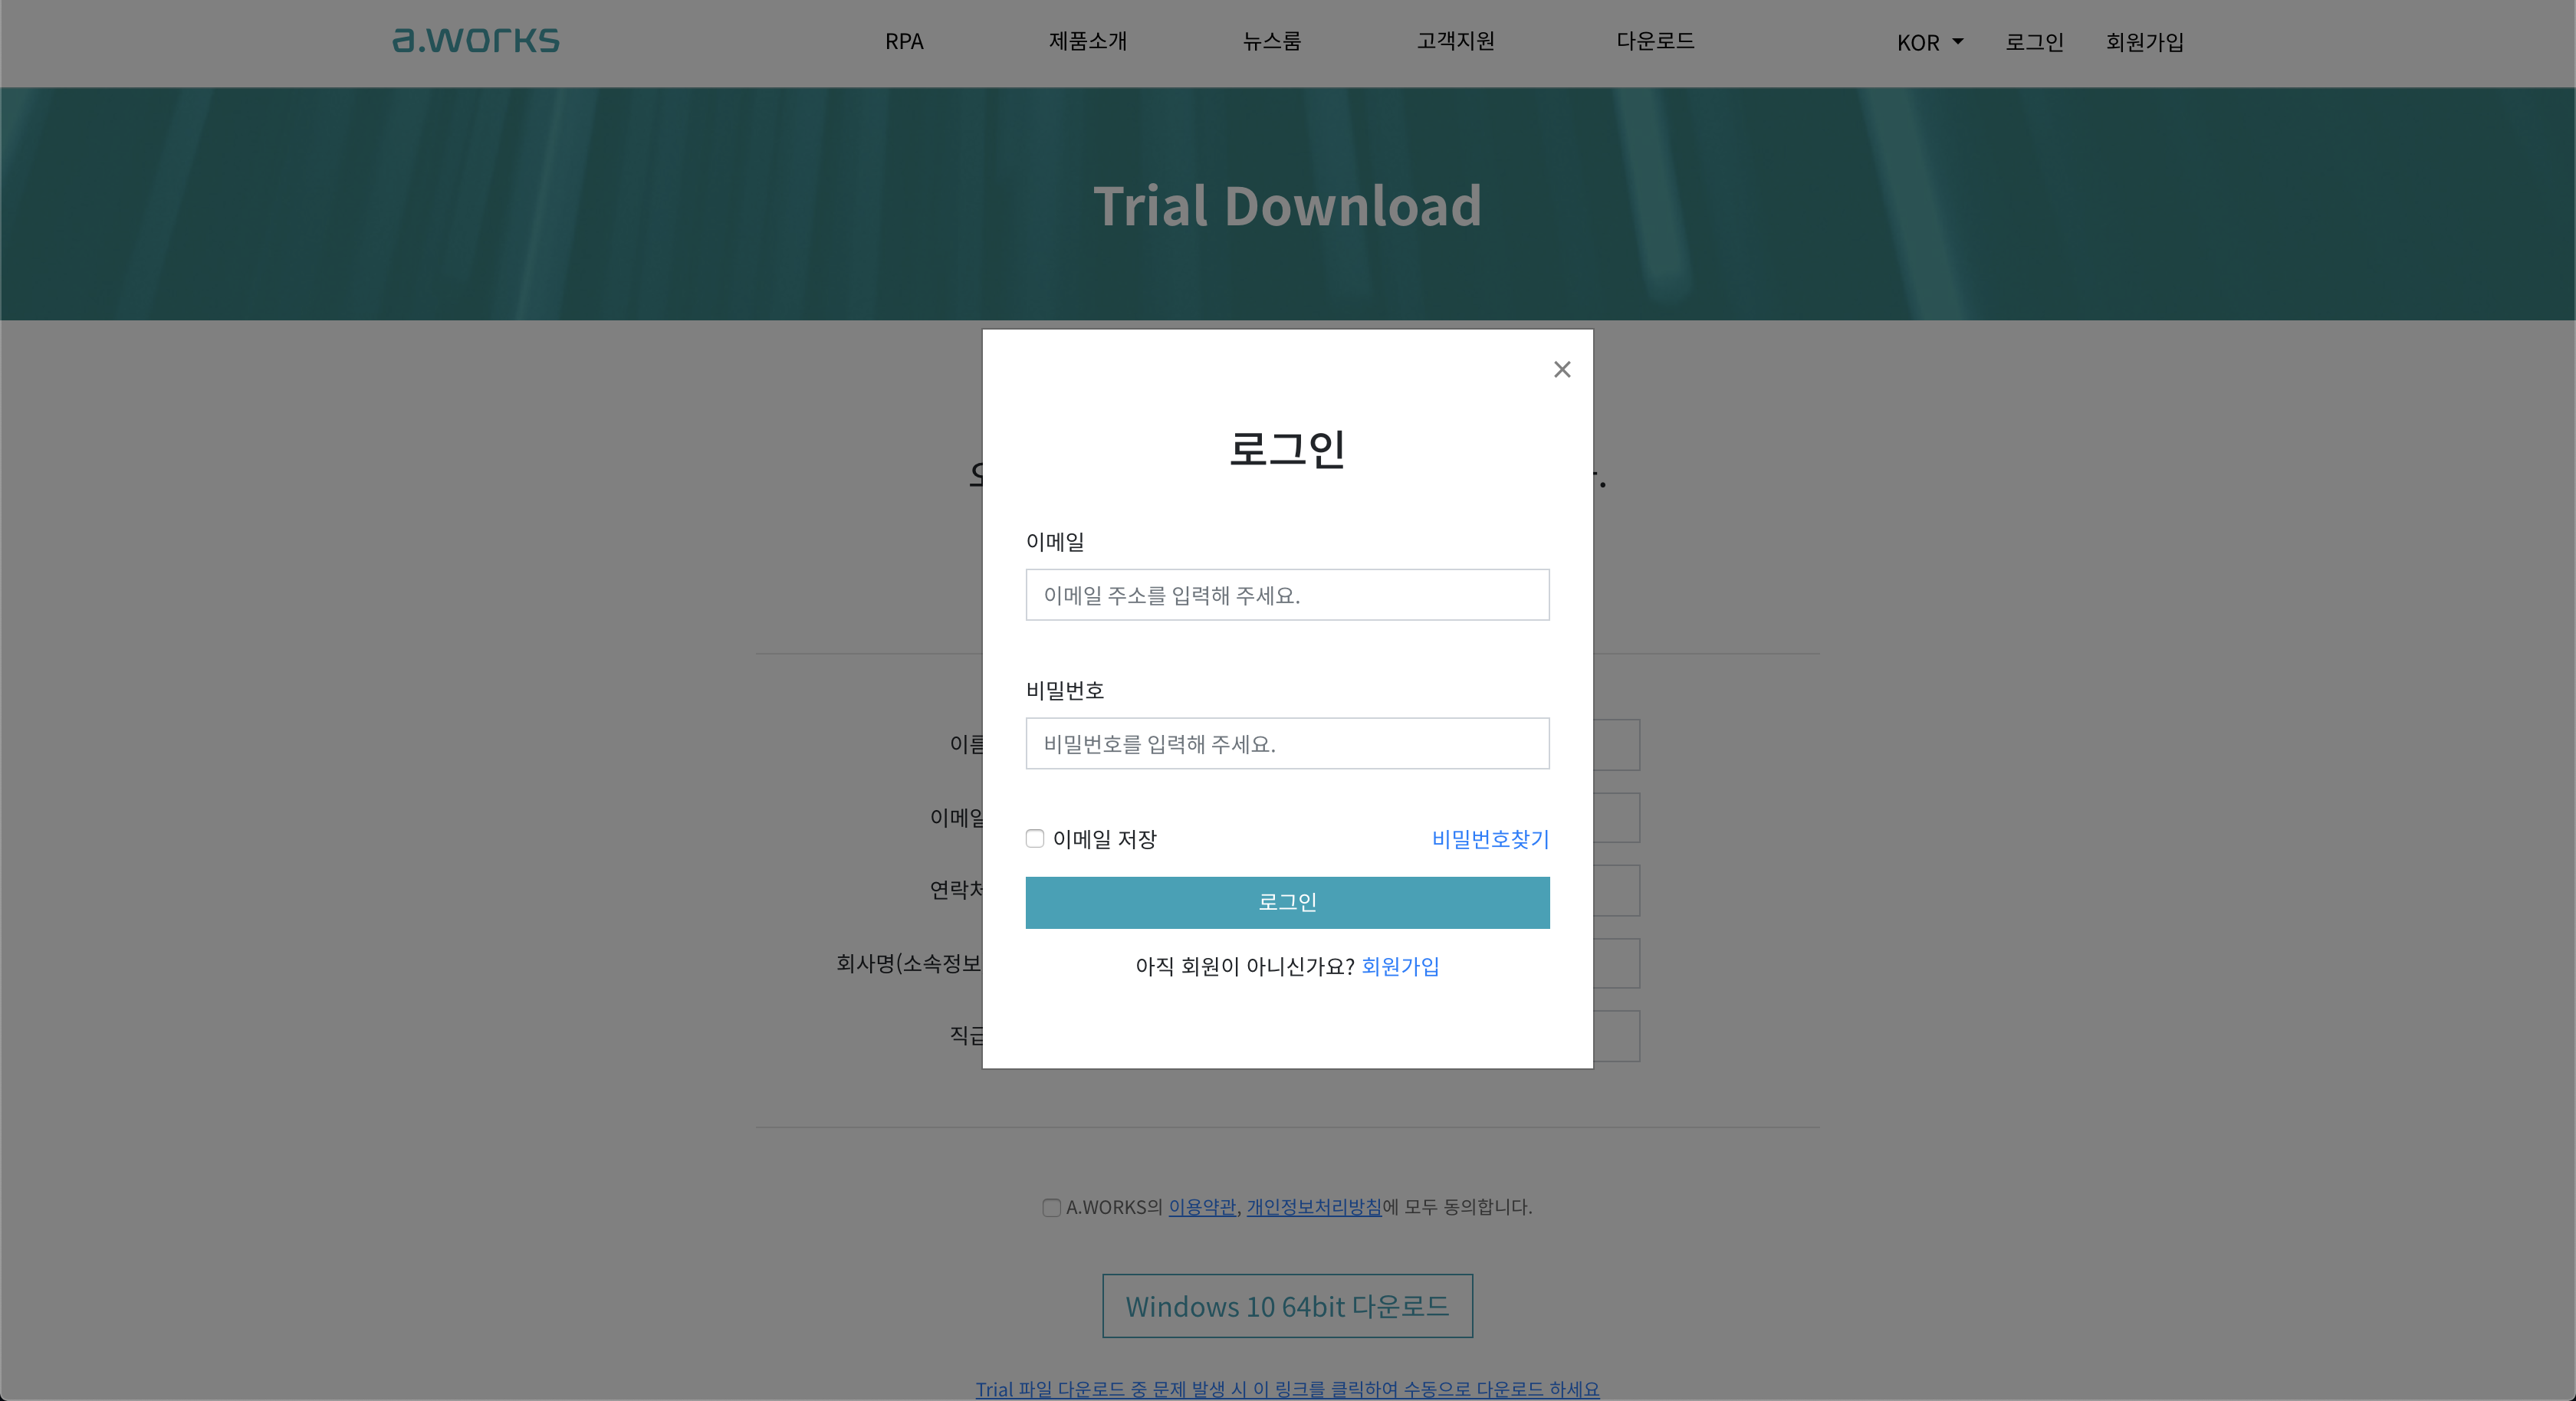 a.works
RPA 제품소개 뉴스룸 고객지원 다운로드 KOR 로그인 회원가입
Trial Download
로그인
이메일
이메일 주소를 입력해 주세요.
비밀번호
비밀번호를 입력해 주세요.
이메일 저장 비밀번호찾기
로그인
아직 회원이 아니신가요? 회원가입
이름
이메일
연락처
회사명(소속정보
직급
A.WORKS의 이용약관, 개인정보처리방침에 모두 동의합니다.
Windows 10 64bit 다운로드
Trial 파일 다운로드 중 문제 발생 시 이 링크를 클릭하여 수동으로 다운로드 하세요